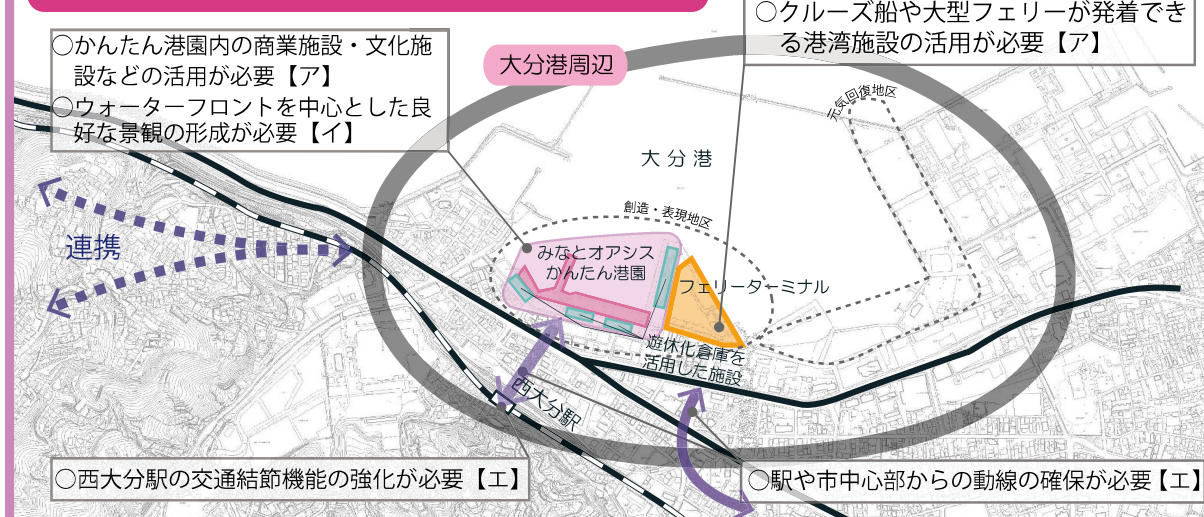 ○かんたん港園内の商業施設・文化施
設などの活用が必要【ア】
○ウォーターフロントを中心とした良
好な景観の形成が必要【イ】
大分港周辺
○クルーズ船や大型フェリーが発着でき
る港湾施設の活用が必要【ア】
元気回復地区
大分港
創造・表現地区
連携
みなとオアシス
かんたん港園
フェリーターミナル
遊休化倉庫を
活用した施設
西大分駅
○西大分駅の交通結節機能の強化が必要【エ】
○駅や市中心部からの動線の確保が必要【エ】